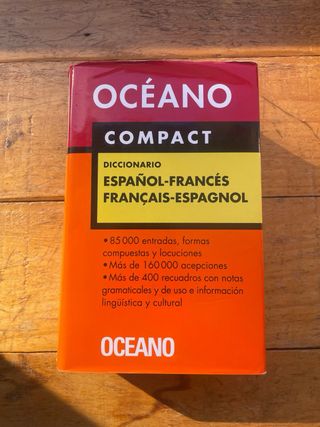 OCÉANO
COMPACT
DICCIONARIO
ESPAÑOL-FRANCÉS
FRANÇAIS-ESPAGNOL
• 85 000 entradas, formas
compuestas y locuciones
• Más de 160 000 acepciones
• Más de 400 recuadros con notas
gramaticales y de uso e información
lingüística y cultural
OCEANO